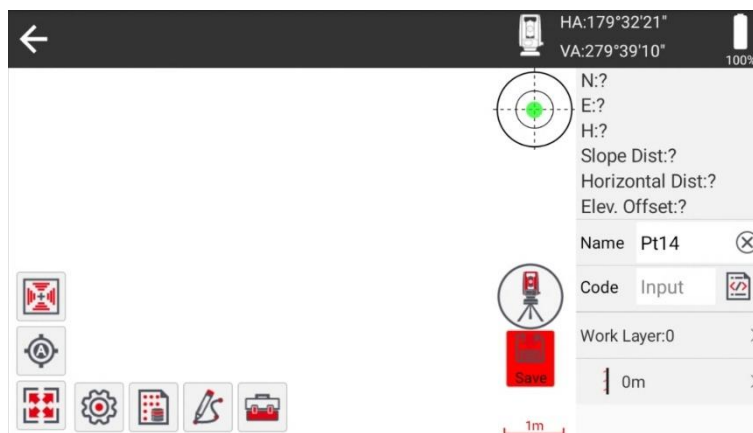 HA:179°32'21"
VA:279°39'10"
100%
N:?
E:?
H:?
Slope Dist:?
Horizontal Dist:?
Elev. Offset:?
Name Pt14
Code Input
A
Work Layer:0
Save
0m
1m